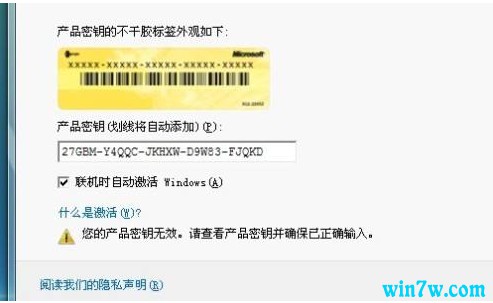 产品密钥的不干胶标签外观如下:
Microsoft
XXXXX-XXXXX-XXXXX-XXXXX-XXXXX
产品密钥(划线将自动添加)(P):
27GBM-Y4QQC-JKHXW-D9W83-FJQKD
联机时自动激活 Windows(A)
什么是激活(W)?
您的产品密钥无效。请查看产品密钥并确保已正确输入。
阅读我们的隐私声明(R)
win7w.com